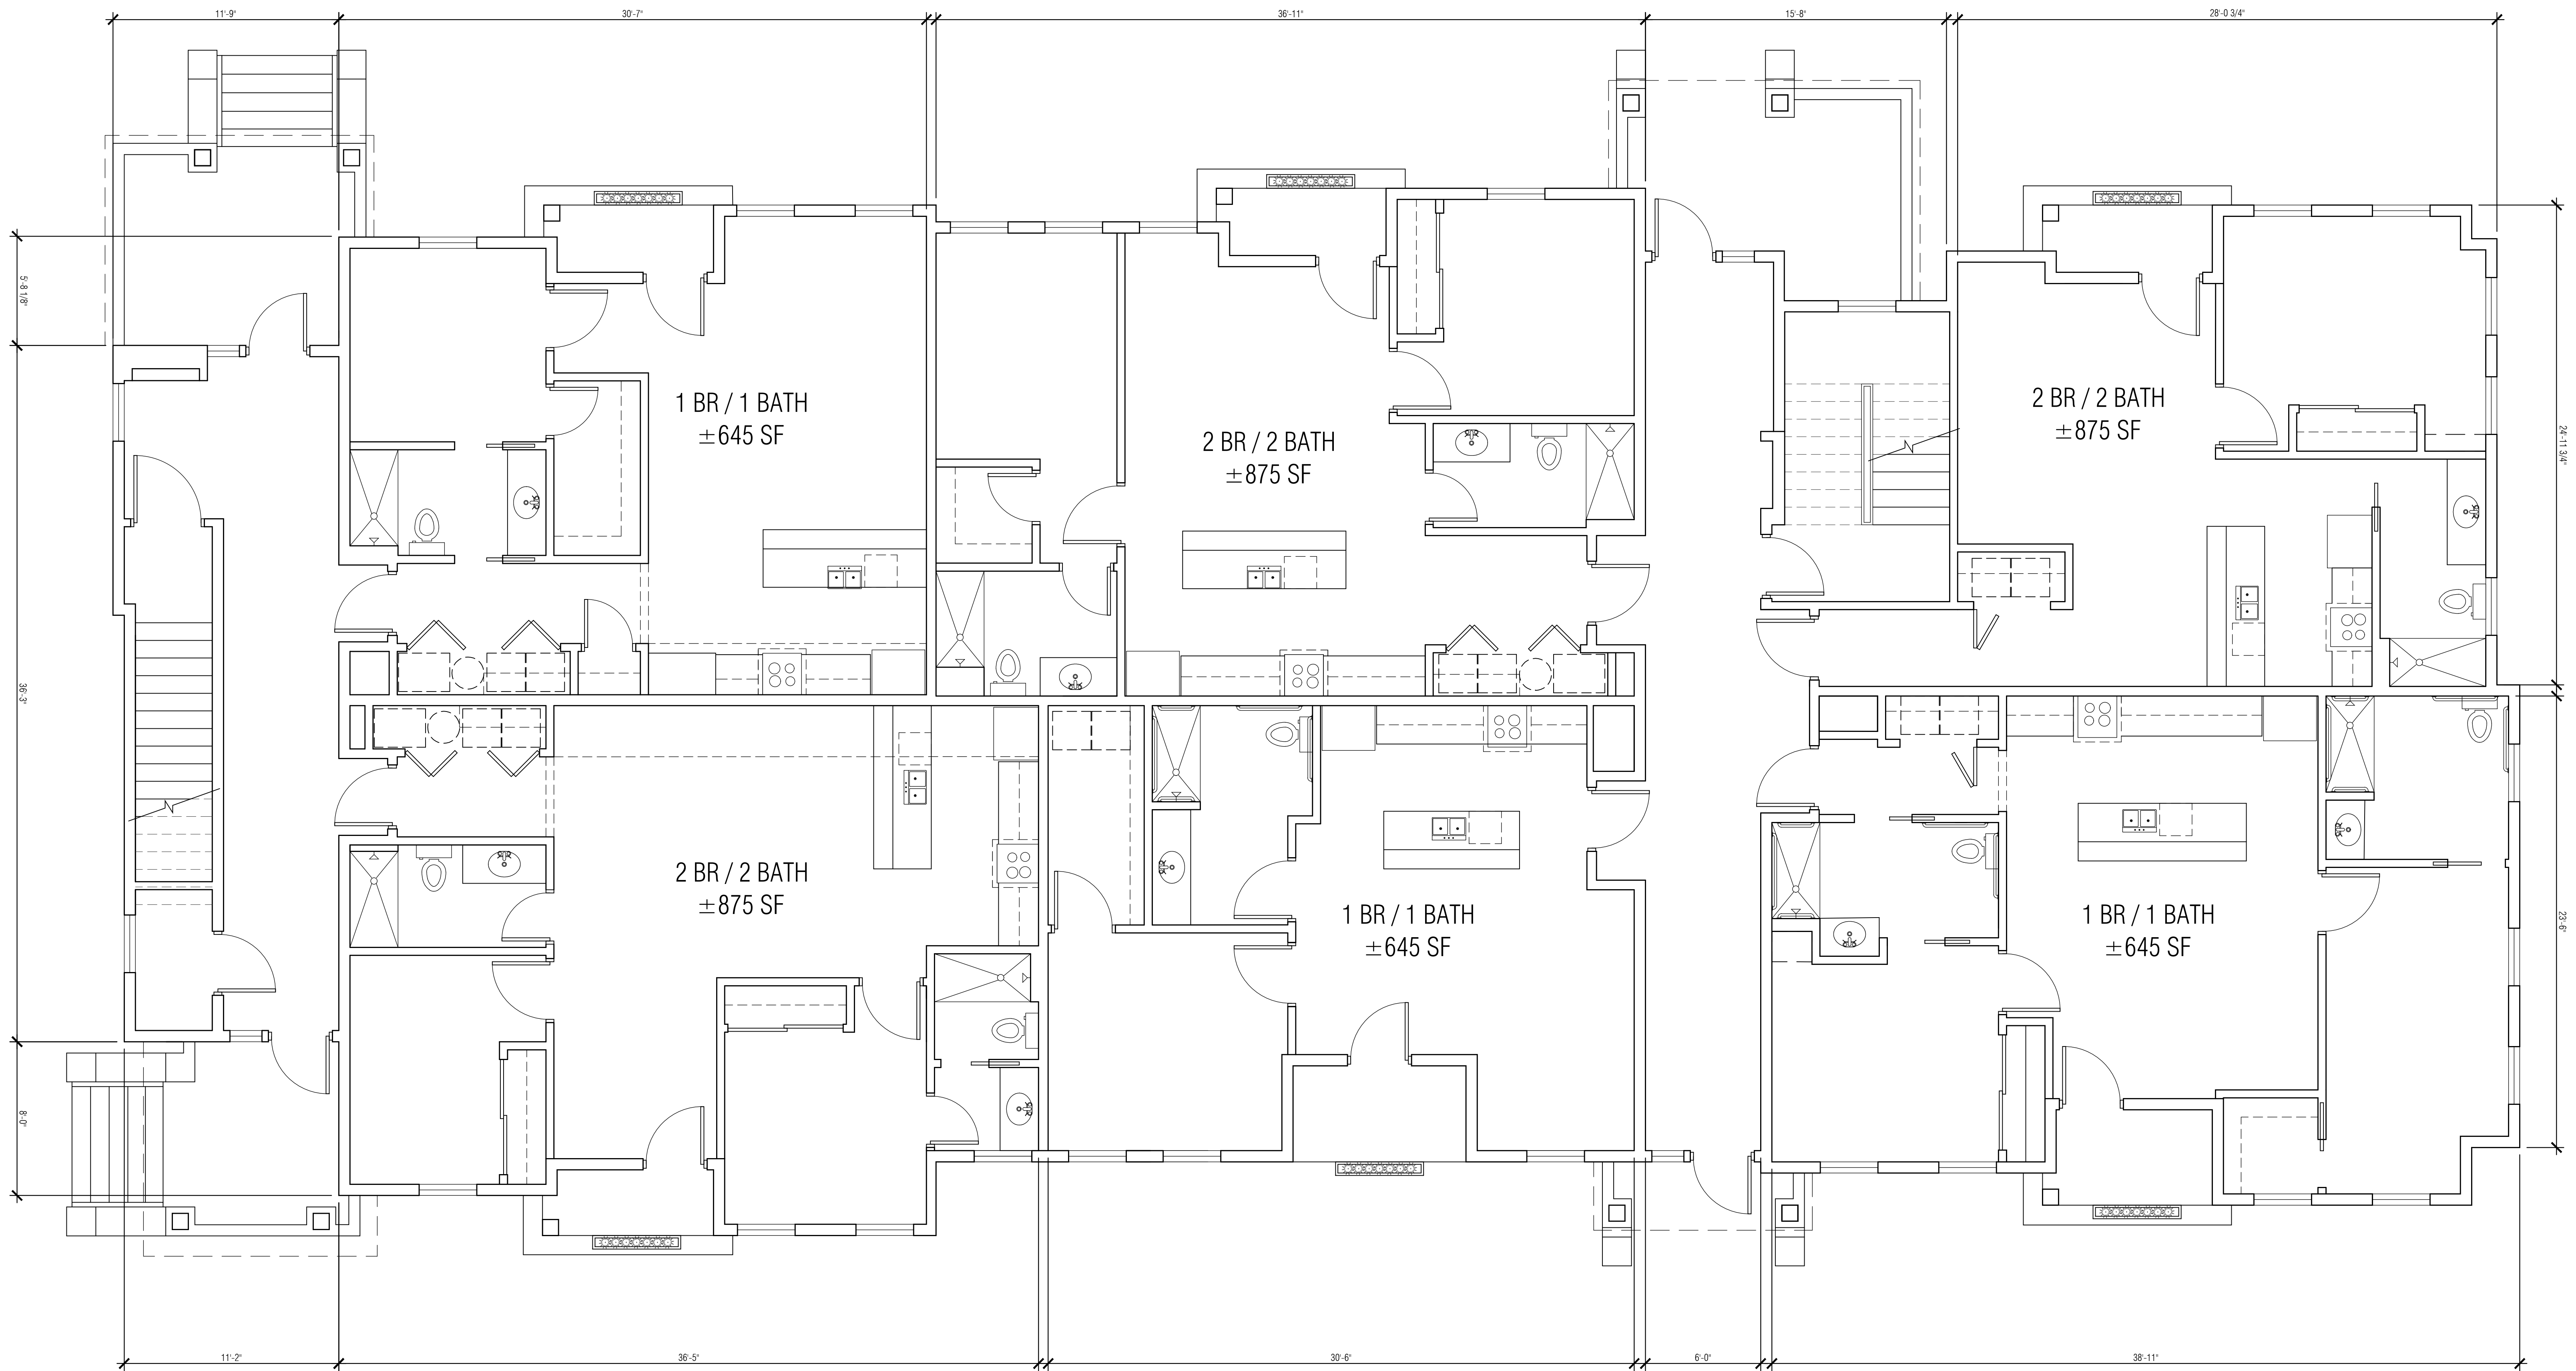 11'-9"
30'-7"
36'-11"
15'-8"
28'-0 3/4"
5'-8 1/8"
36'-3"
8'-0"
1 BR / 1 BATH
±645 SF
2 BR / 2 BATH
±875 SF
2 BR / 2 BATH
±875 SF
24'-11 3/4"
2 BR / 2 BATH
±875 SF
1 BR / 1 BATH
±645 SF
1 BR / 1 BATH
±645 SF
23'-6"
11'-2"
36'-5"
30'-6"
6'-0"
38'-11"